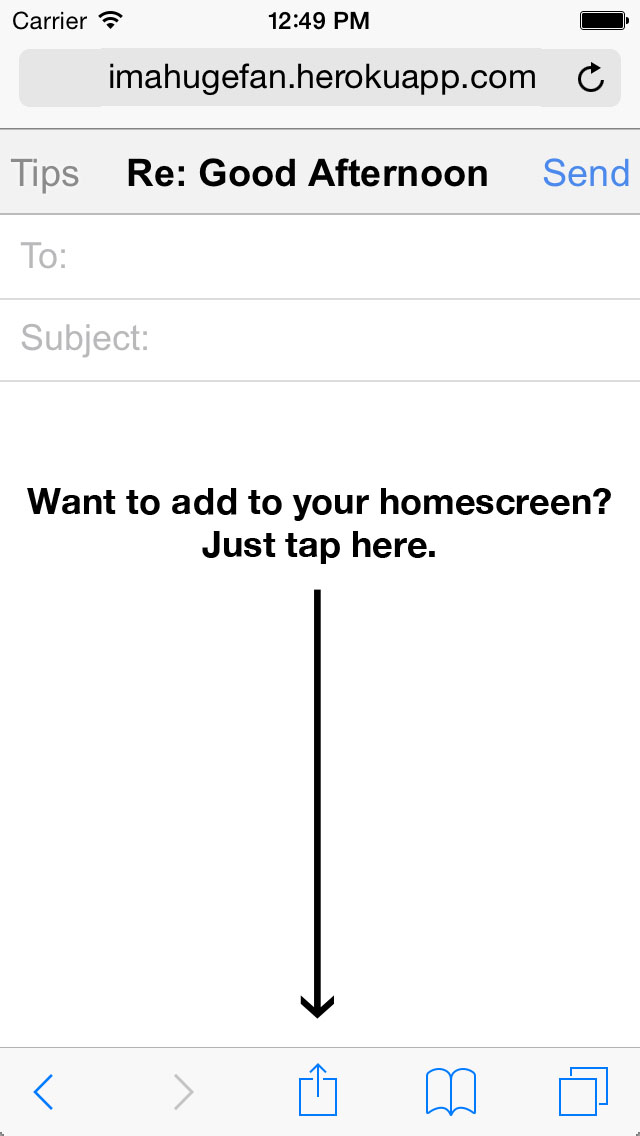 Carrier 12:49 PM
imahugefan.herokuapp.com
Tips Re: Good Afternoon Send
To:
Subject:
Want to add to your homescreen?
Just tap here.